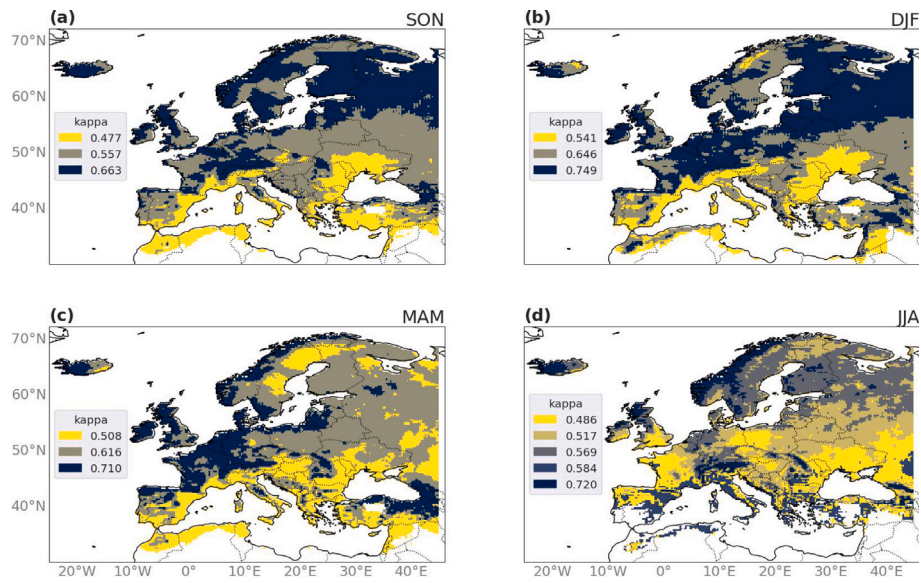 (a) SON
(b) DJF
70°N
60°N
50°N
40°N
kappa
0.477
0.557
0.663
kappa
0.541
0.646
0.749
(c) MAM
(d) JJA
70°N
60°N
50°N
40°N
kappa
0.508
0.616
0.710
kappa
0.486
0.517
0.569
0.584
0.720
20°W 10°W 0° 10°E 20°E 30°E 40°E
20°W 10°W 0° 10°E 20°E 30°E 40°E